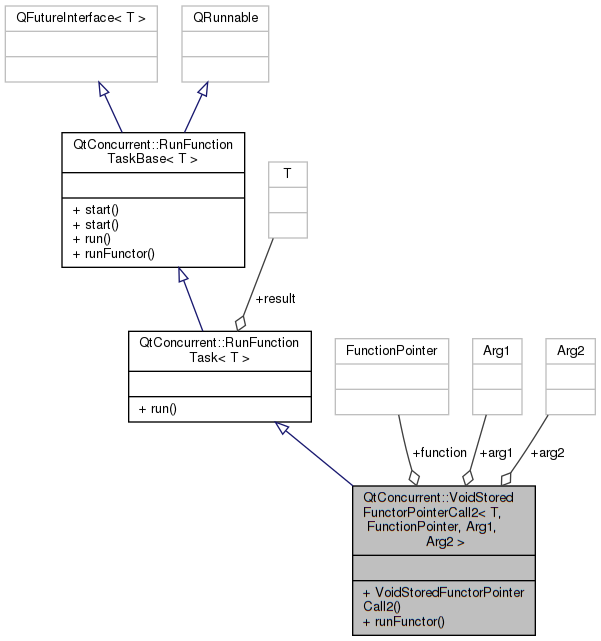 QFutureInterface< T >
QRunnable
QtConcurrent::RunFunction
TaskBase< T >
+ start()
+ start()
+ run()
+ runFunctor()
T
+result
QtConcurrent::RunFunction
Task< T >
+ run()
FunctionPointer
Arg1
Arg2
+function
+arg1
+arg2
QtConcurrent::VoidStored
FunctorPointerCall2< T,
FunctionPointer, Arg1,
Arg2 >
+ VoidStoredFunctorPointer
Call2()
+ runFunctor()